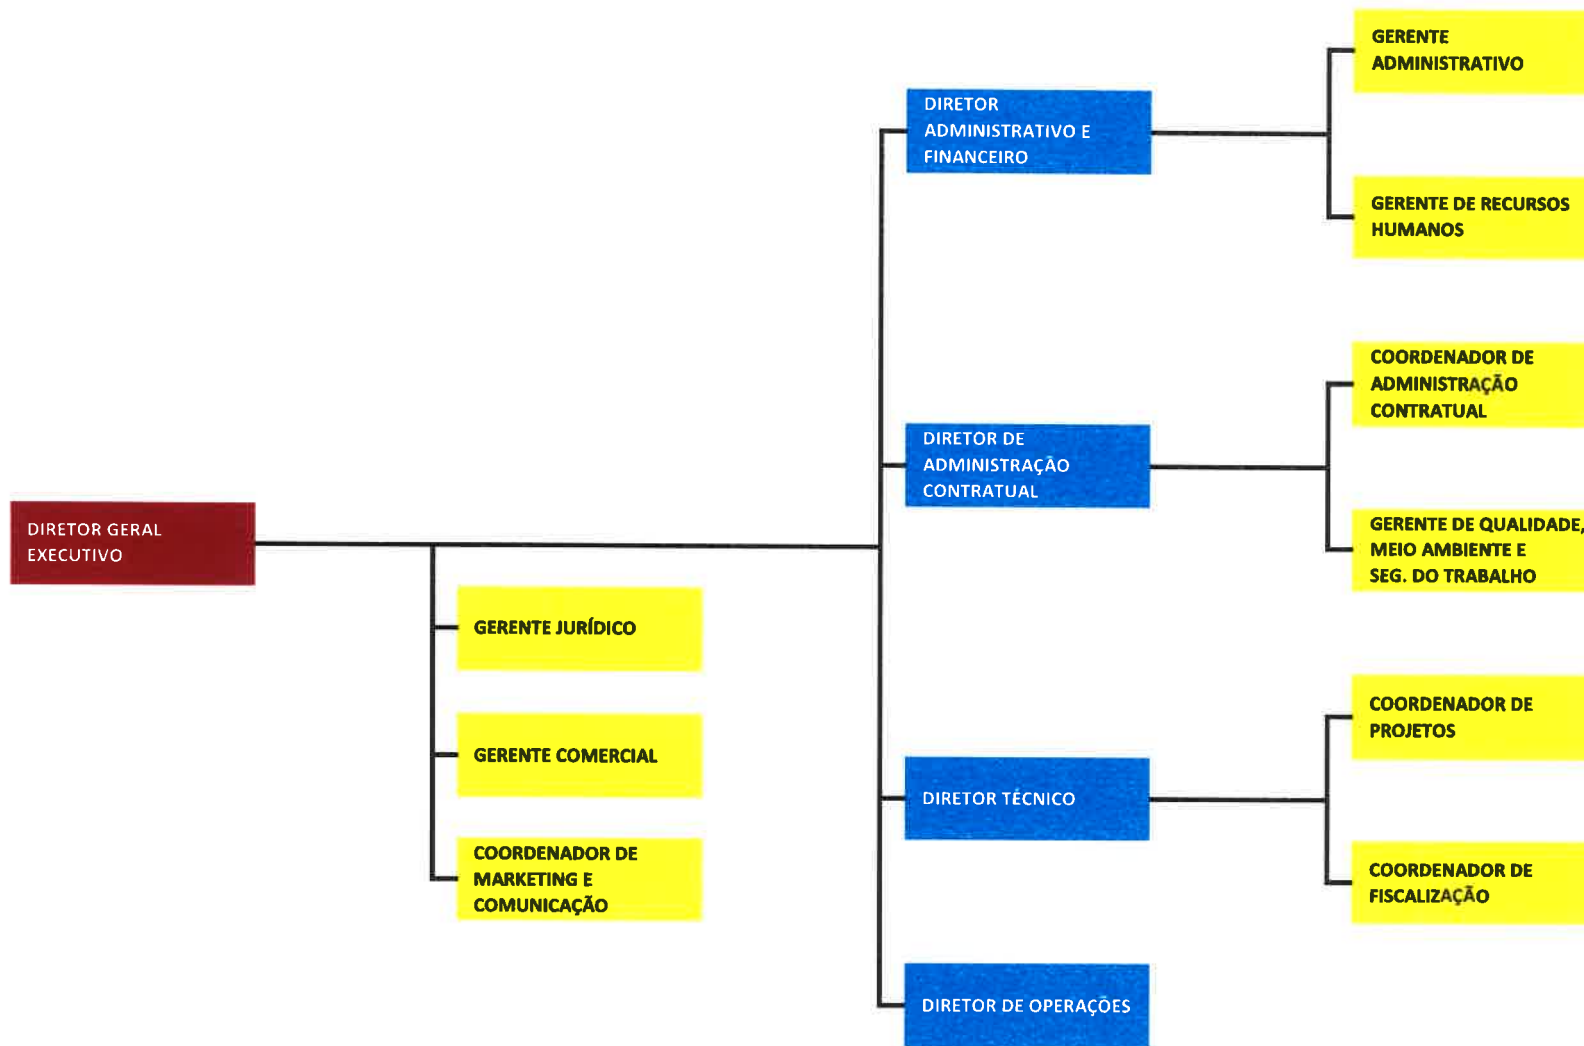 DIRETOR GERAL
EXECUTIVO
GERENTE JURÍDICO
GERENTE COMERCIAL
COORDENADOR DE
MARKETING E
COMUNICAÇÃO
DIRETOR
ADMINISTRATIVO E
FINANCEIRO
GERENTE
ADMINISTRATIVO
GERENTE DE RECURSOS
HUMANOS
DIRETOR DE
ADMINISTRAÇÃO
CONTRATUAL
COORDENADOR DE
ADMINISTRAÇÃO
CONTRATUAL
GERENTE DE QUALIDADE,
MEIO AMBIENTE E
SEG. DO TRABALHO
DIRETOR TÉCNICO
COORDENADOR DE
PROJETOS
COORDENADOR DE
FISCALIZAÇÃO
DIRETOR DE OPERAÇÕES